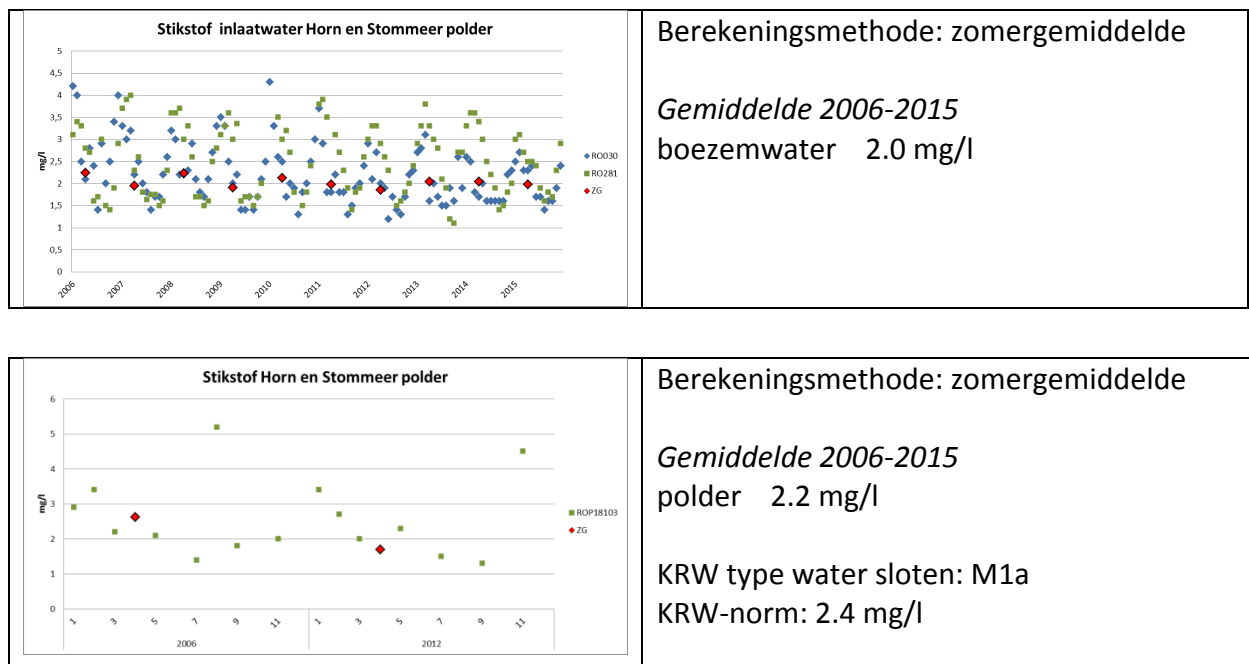 Stikstof inlaatwater Horn en Stommeer polder
5
4,5
4
3,5
3
2,5
2
1,5
1
0,5
0
mg/l
2006 2007 2008 2009 2010 2011 2012 2013 2014 2015
RO030
RO281
ZG
Berekeningsmethode: zomergemiddelde
Gemiddelde 2006-2015
boezemwater 2.0 mg/l
Stikstof Horn en Stommeer polder
6
5
4
3
2
1
0
mg/l
1 3 5 7 9 11 1 3 5 7 9 11
2006 2012
ROP18103
ZG
Berekeningsmethode: zomergemiddelde
Gemiddelde 2006-2015
polder 2.2 mg/l
KRW type water sloten: M1a
KRW-norm: 2.4 mg/l